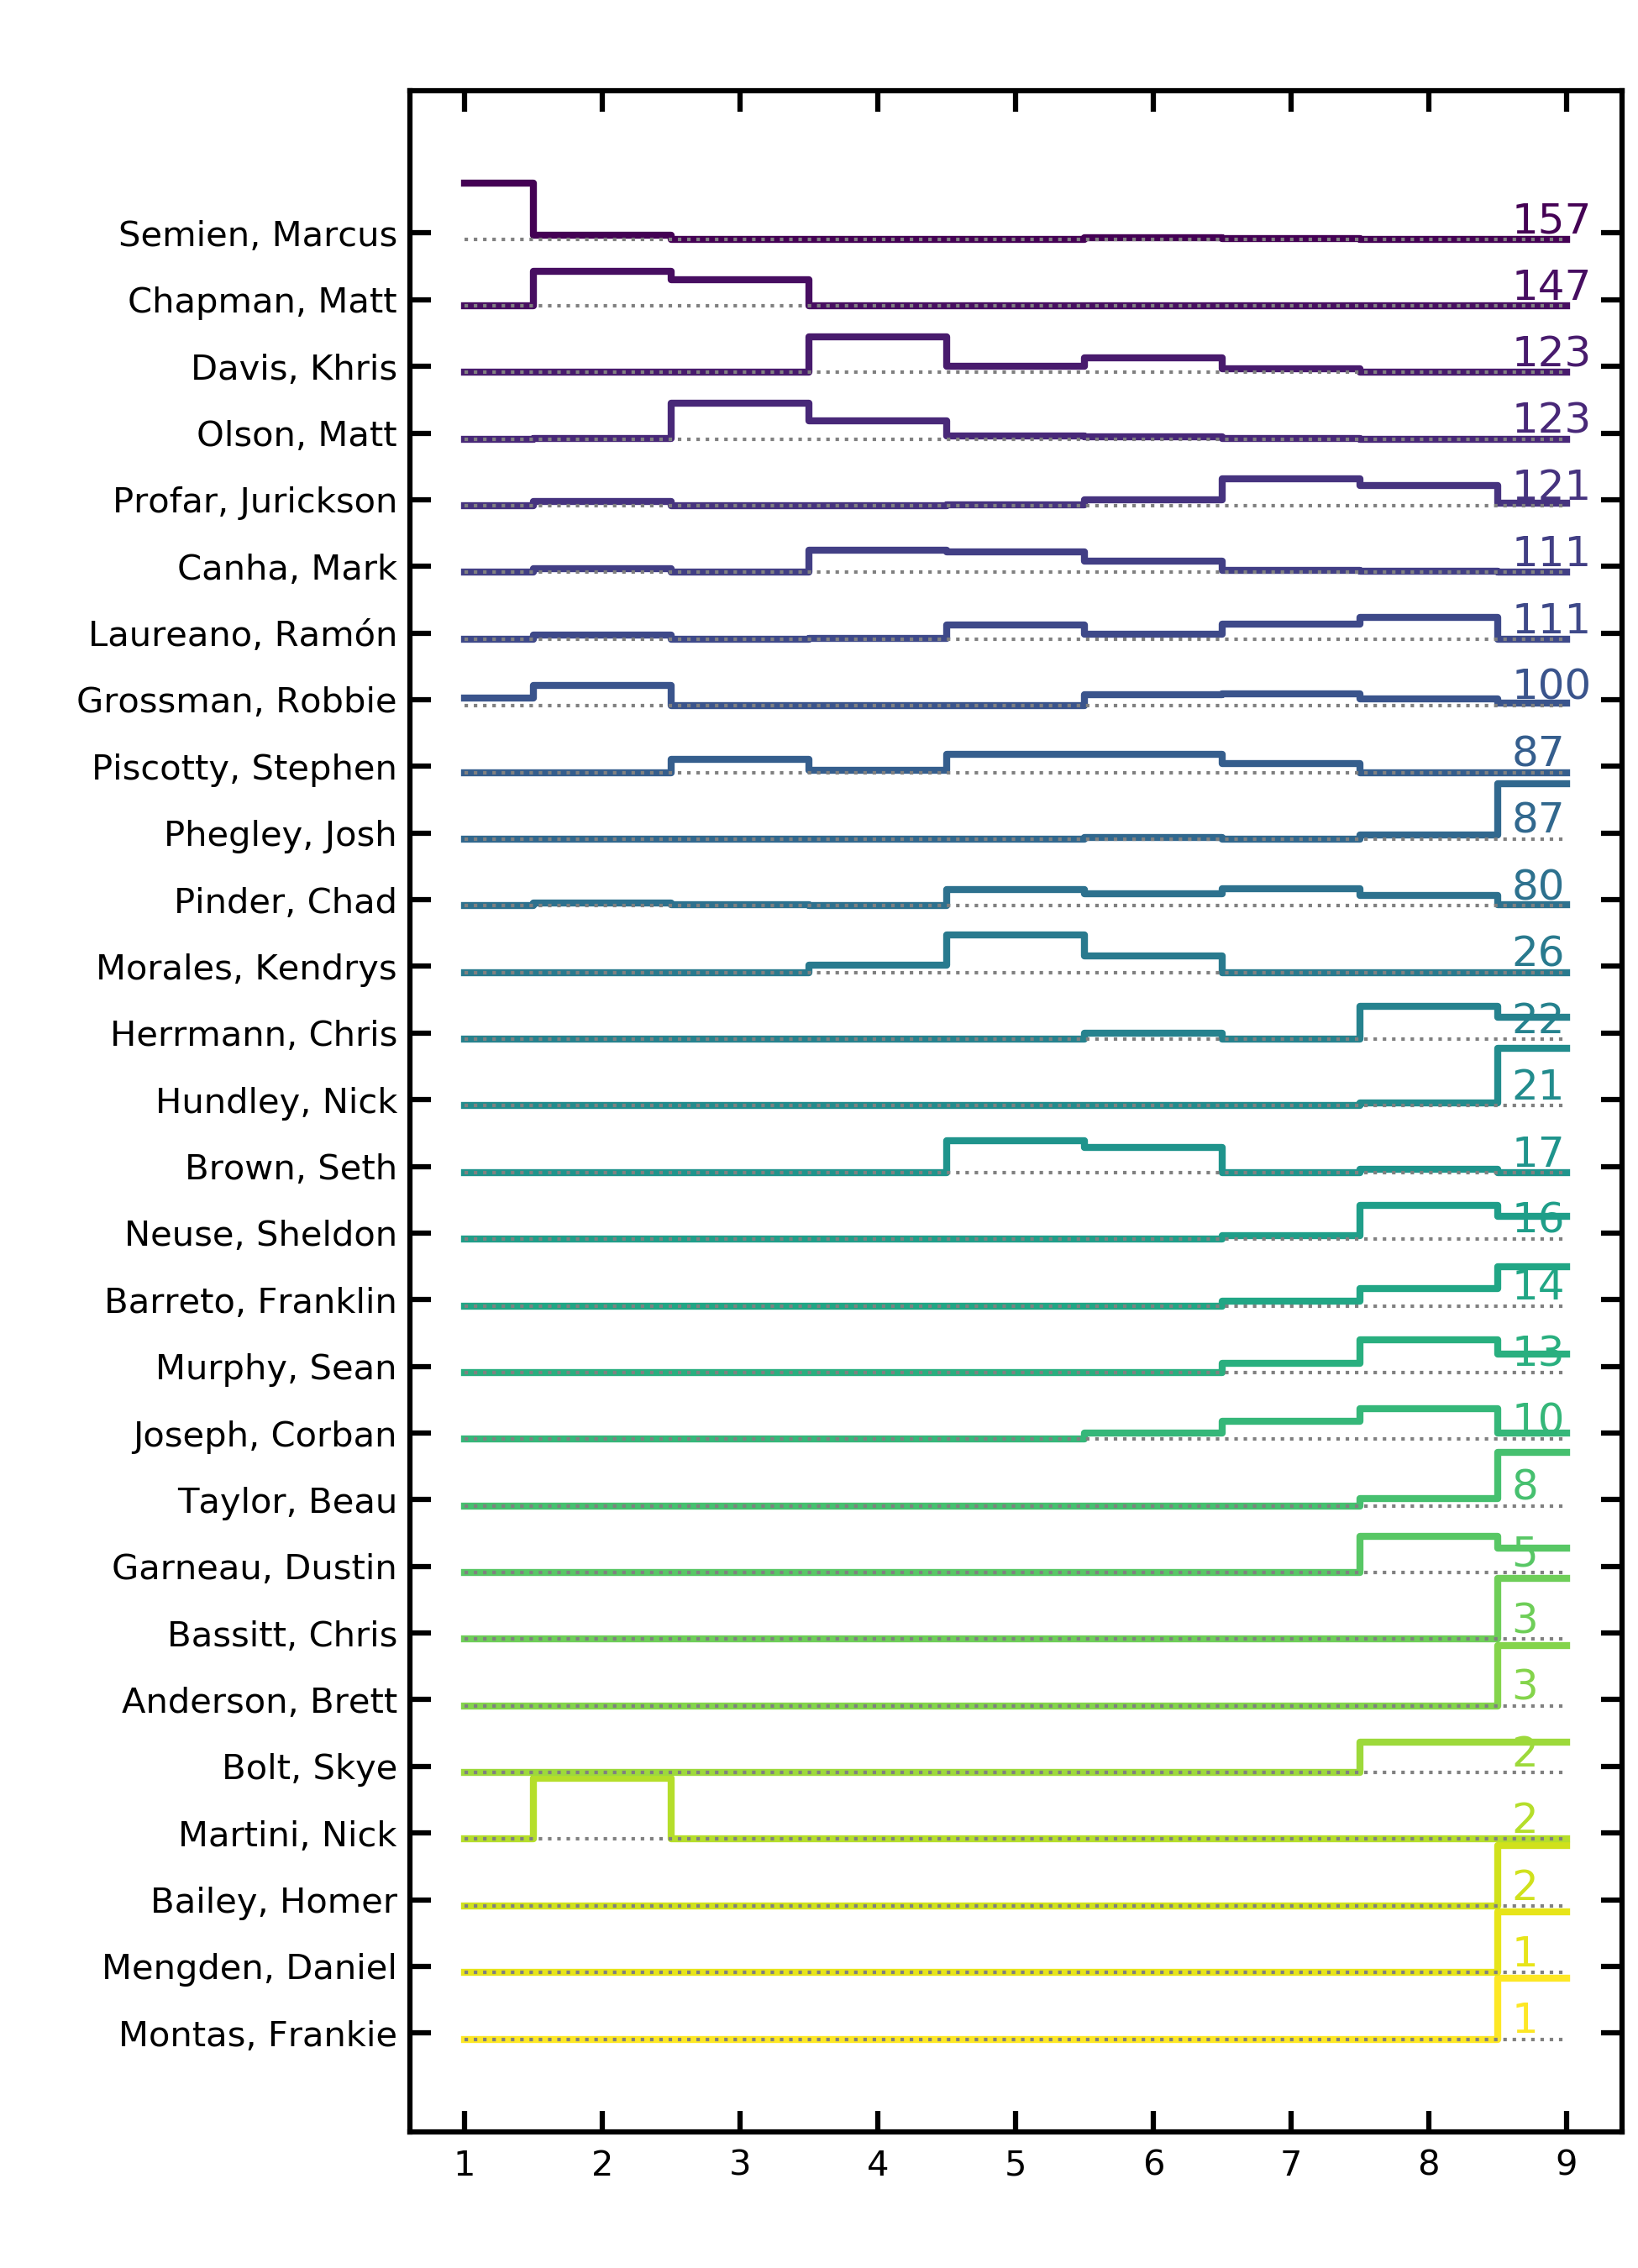 Semien, Marcus 157
Chapman, Matt 147
Davis, Khris 123
Olson, Matt 123
Profar, Jurickson 121
Canha, Mark 111
Laureano, Ramón 111
Grossman, Robbie 100
Piscotty, Stephen 87
Phegley, Josh 87
Pinder, Chad 80
Morales, Kendrys 26
Herrmann, Chris 22
Hundley, Nick 21
Brown, Seth 17
Neuse, Sheldon 16
Barreto, Franklin 14
Murphy, Sean 13
Joseph, Corban 10
Taylor, Beau 8
Garneau, Dustin 5
Bassitt, Chris 3
Anderson, Brett 3
Bolt, Skye 2
Martini, Nick 2
Bailey, Homer 2
Mengden, Daniel 1
Montas, Frankie 1
1 2 3 4 5 6 7 8 9